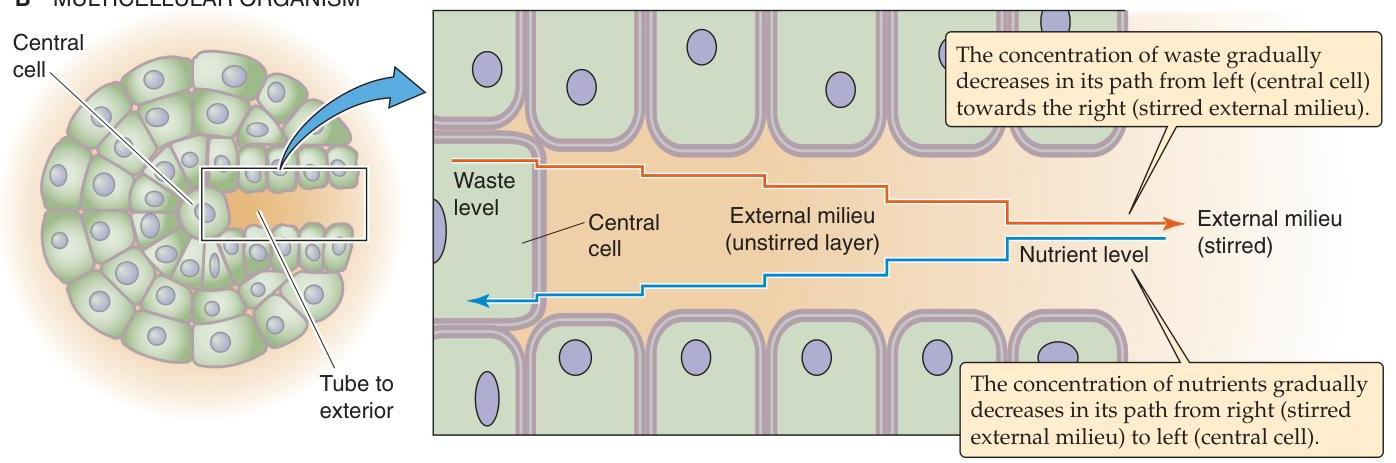 B MULTICELLULAR ORGANISM
Central
cell
Tube to
exterior
Waste
level
Central
cell
External milieu
(unstirred layer)
Nutrient level
External milieu
(stirred)
The concentration of waste gradually
decreases in its path from left (central cell)
towards the right (stirred external milieu).
The concentration of nutrients gradually
decreases in its path from right (stirred
external milieu) to left (central cell).